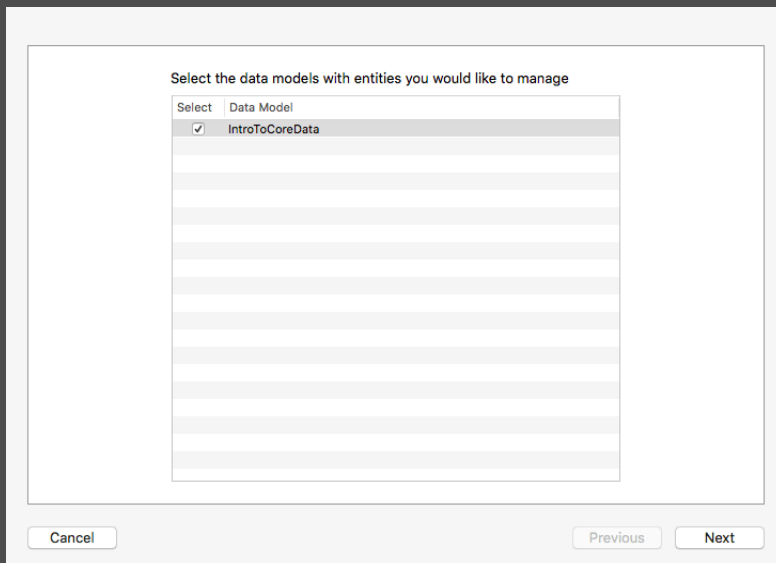 Select the data models with entities you would like to manage
Select Data Model
IntroToCoreData
Cancel Previous Next